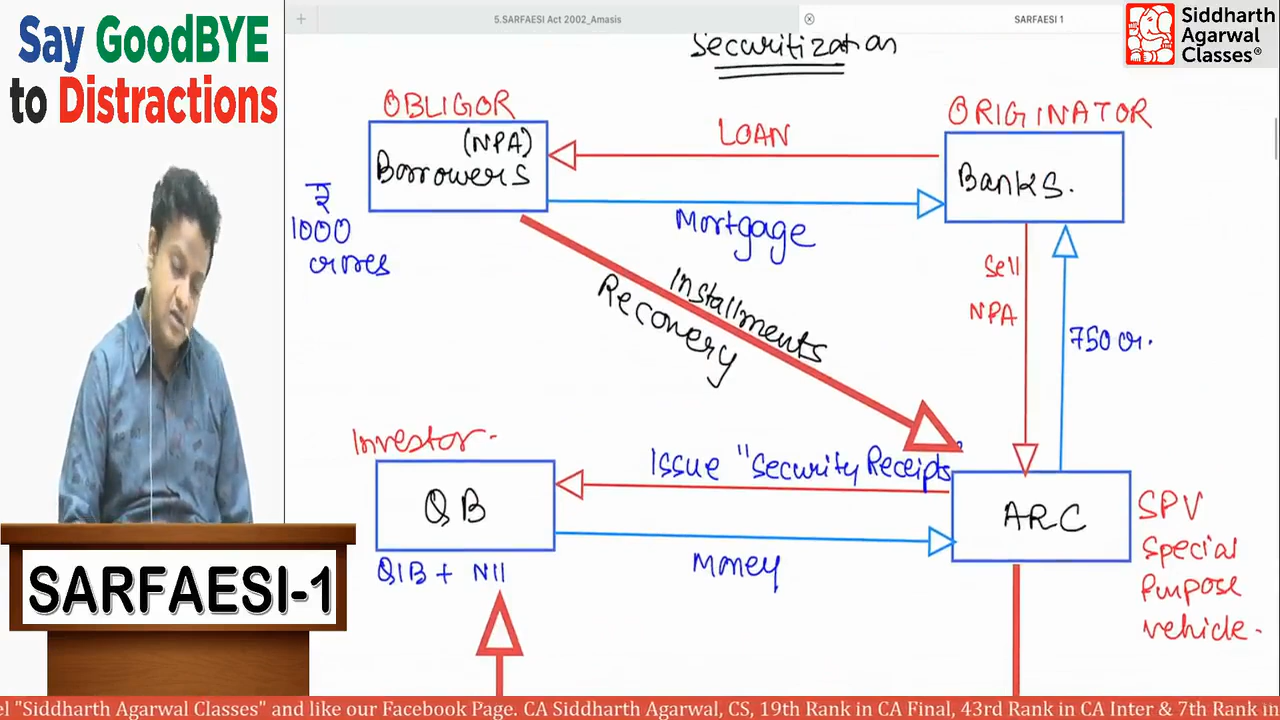 Say GoodBYE
to Distractions
5.SARFAESI Act 2002_Amasis
SARFAESI 1
Siddharth
Agarwal
Classes®
Securitization
OBLIGOR
(NPA)
Borrowers
₹
1000
crores
LOAN
Mortgage
ORIGINATOR
Banks.
Sell
NPA
750 cr.
Installments
Recovery
Investor
QB
QIB + NII
Issue "Security Receipts"
Money
ARC
SPV
Special
Purpose
Vehicle.
SARFAESI-1
el "Siddharth Agarwal Classes" and like our Facebook Page. CA Siddharth Agarwal, CS, 19th Rank in CA Final, 43rd Rank in CA Inter & 7th Rank in